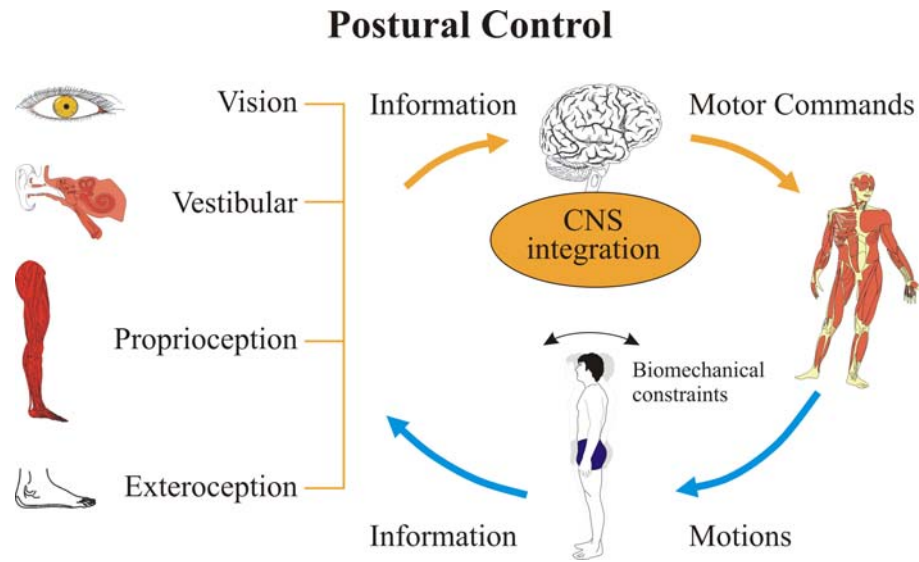 Postural Control
Vision
Information
Motor Commands
Vestibular
CNS
integration
Proprioception
Biomechanical
constraints
Exteroception
Information
Motions